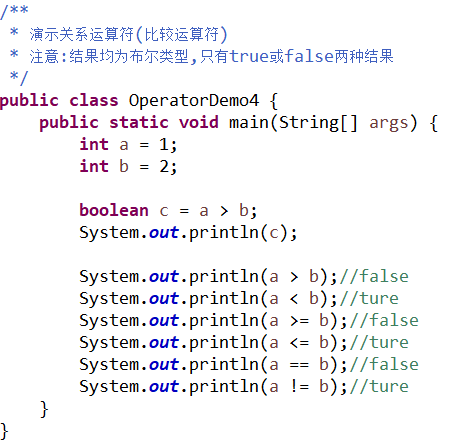 /**
 * 演示关系运算符(比较运算符)
 * 注意:结果均为布尔类型,只有true或false两种结果
 */
public class OperatorDemo4 {
    public static void main(String[] args) {
        int a = 1;
        int b = 2;

        boolean c = a > b;
        System.out.println(c);

        System.out.println(a > b);//false
        System.out.println(a < b);//ture
        System.out.println(a >= b);//false
        System.out.println(a <= b);//ture
        System.out.println(a == b);//false
        System.out.println(a != b);//ture
    }
}